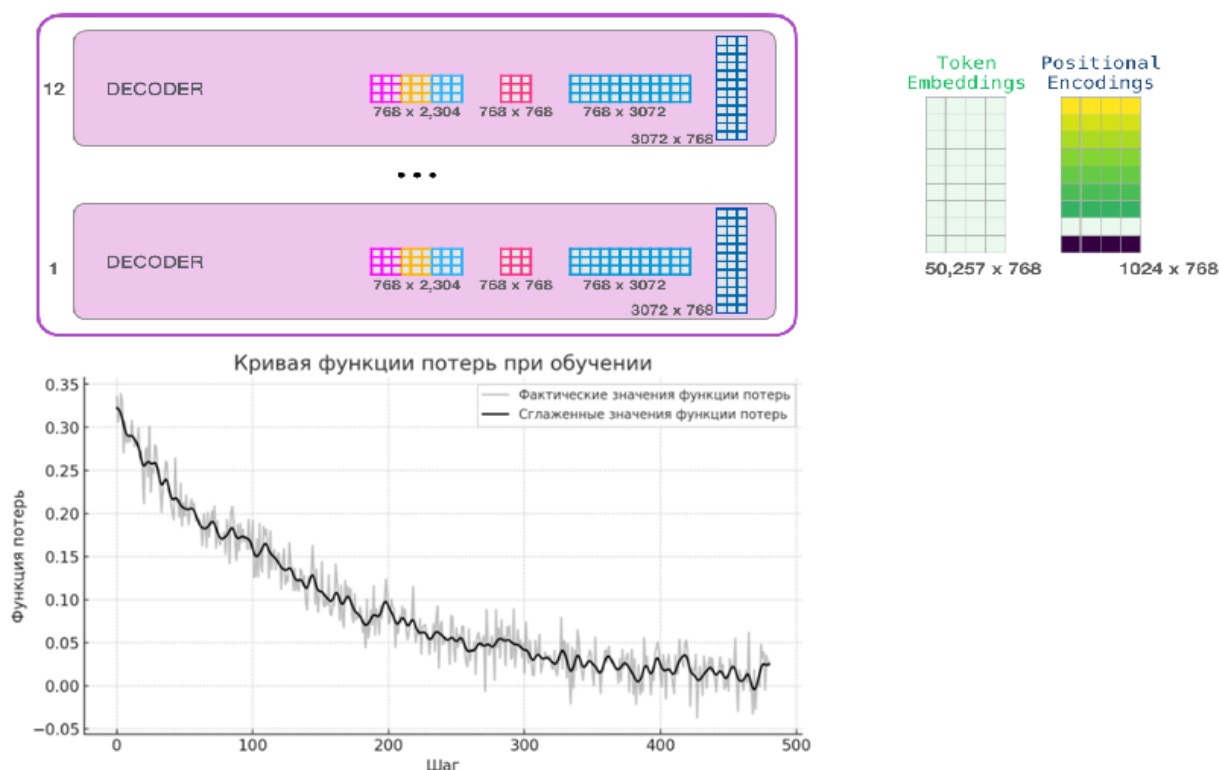 12
DECODER
768 x 2,304
768 x 768
768 x 3072
3072 x 768
...
1
DECODER
768 x 2,304
768 x 768
768 x 3072
3072 x 768
Token
Embeddings
50,257 x 768
Positional
Encodings
1024 x 768
Кривая функции потерь при обучении
Фактические значения функции потерь
Сглаженные значения функции потерь
Функция потерь
0.35
0.30
0.25
0.20
0.15
0.10
0.05
0.00
−0.05
0
100
200
300
400
500
Шаг